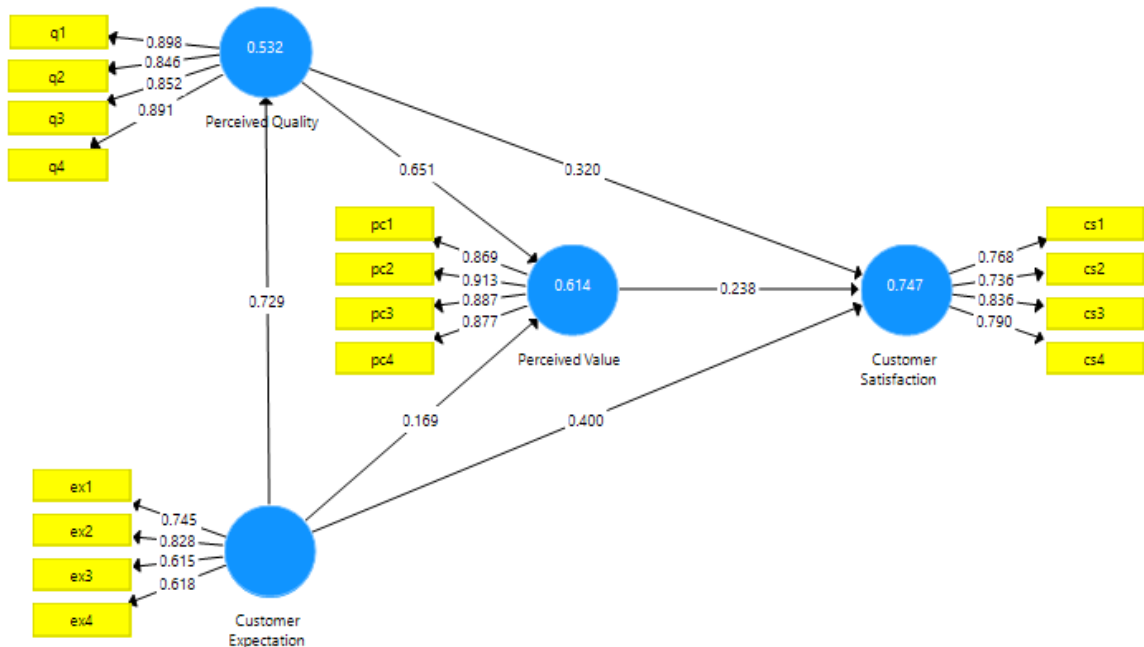 q1
0.898
0.532
q2
0.846
0.852
q3
0.891
Perceived Quality
q4
0.651
0.320
pc1
0.869
cs1
0.768
pc2
0.913
0.614
0.238
0.747
0.736
cs2
pc3
0.887
0.836
cs3
0.877
0.790
pc4
Perceived Value
Customer
Satisfaction
cs4
0.729
0.169
0.400
ex1
0.745
ex2
0.828
0.615
ex3
0.618
ex4
Customer
Expectation